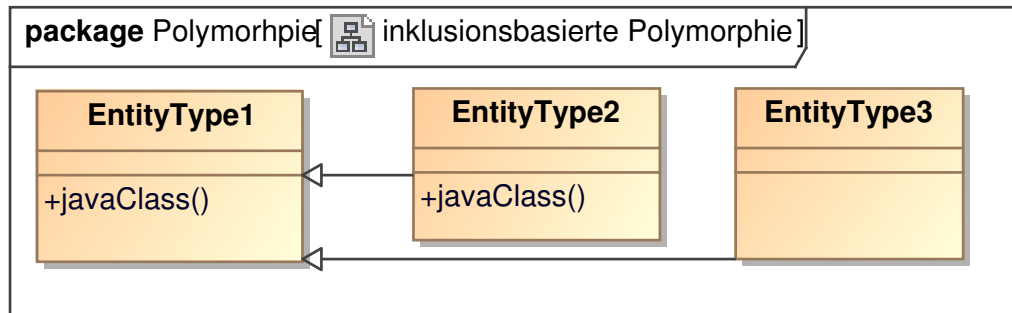 package Polymorhpie[ inklusionsbasierte Polymorphie]
EntityType1
+javaClass()
EntityType2
+javaClass()
EntityType3